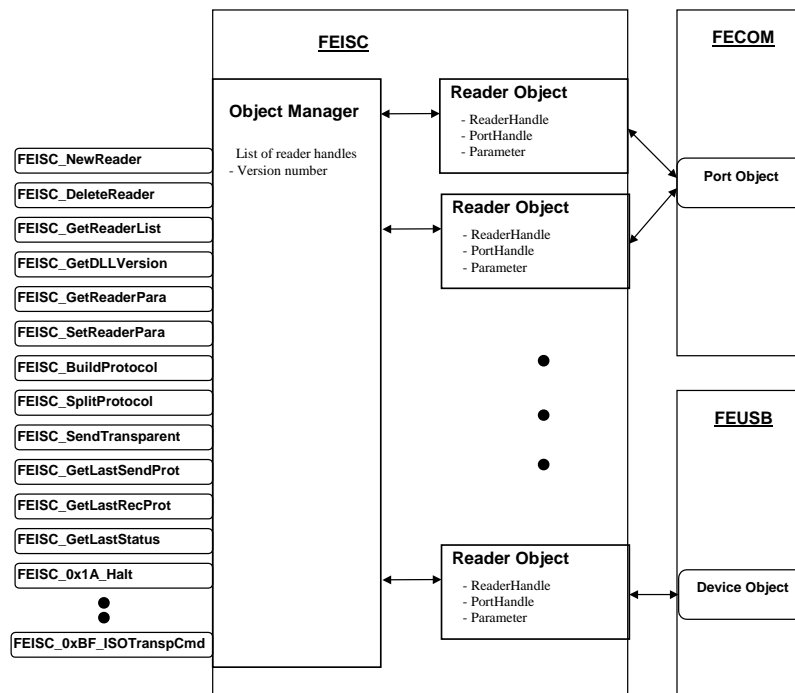 FEISC
FECOM
Object Manager
List of reader handles
- Version number
FEISC_NewReader
FEISC_DeleteReader
FEISC_GetReaderList
FEISC_GetDLLVersion
FEISC_GetReaderPara
FEISC_SetReaderPara
FEISC_BuildProtocol
FEISC_SplitProtocol
FEISC_SendTransparent
FEISC_GetLastSendProt
FEISC_GetLastRecProt
FEISC_GetLastStatus
FEISC_0x1A_Halt
FEISC_0xBF_ISOTranspCmd
Reader Object
- ReaderHandle
- PortHandle
- Parameter
Reader Object
- ReaderHandle
- PortHandle
- Parameter
Reader Object
- ReaderHandle
- PortHandle
- Parameter
Port Object
FEUSB
Device Object